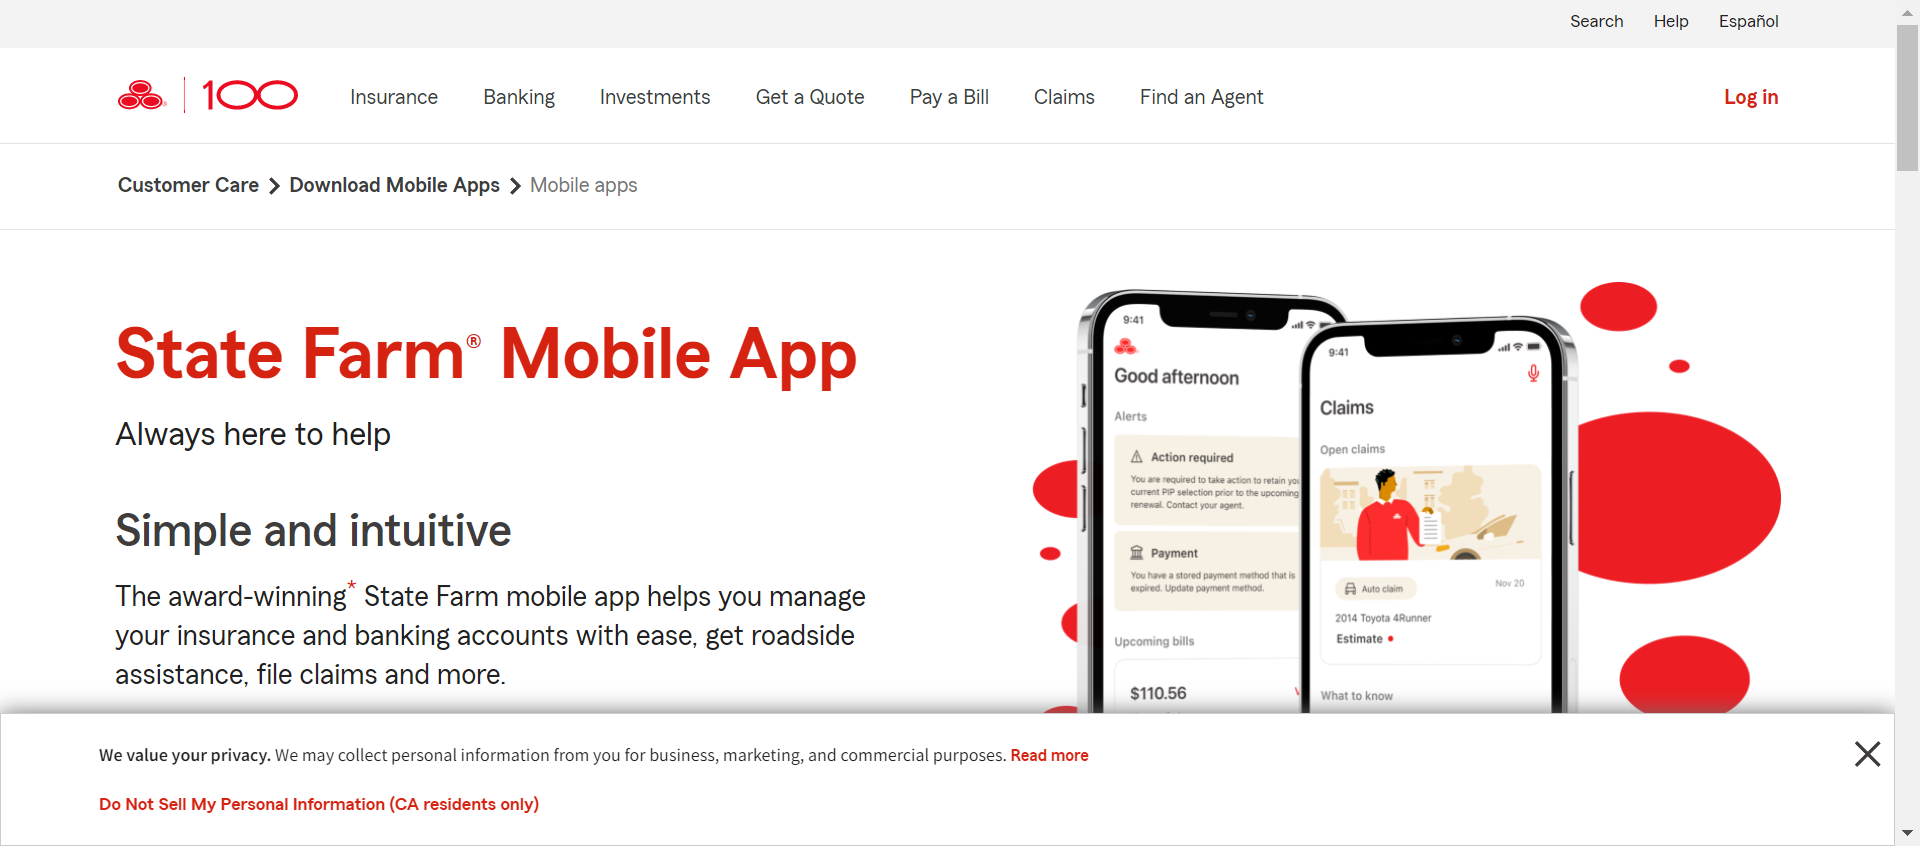 Search Help Español
100 Insurance Banking Investments Get a Quote Pay a Bill Claims Find an Agent Log in
Customer Care Download Mobile Apps Mobile apps
State Farm® Mobile App
Always here to help
Simple and intuitive
The award-winning* State Farm mobile app helps you manage
your insurance and banking accounts with ease, get roadside
assistance, file claims and more.
9:41
Good afternoon
Alerts
Action required
You are required to take action to retain you
current PIP selection prior to the upcoming
renewal. Contact your agent.
Payment
You have a stored payment method that is
expired. Update payment method.
Upcoming bills
$110.56
9:41
Claims
Open claims
Auto claim
Nov 20
2014 Toyota 4Runner
Estimate
What to know
We value your privacy. We may collect personal information from you for business, marketing, and commercial purposes. Read more
Do Not Sell My Personal Information (CA residents only)